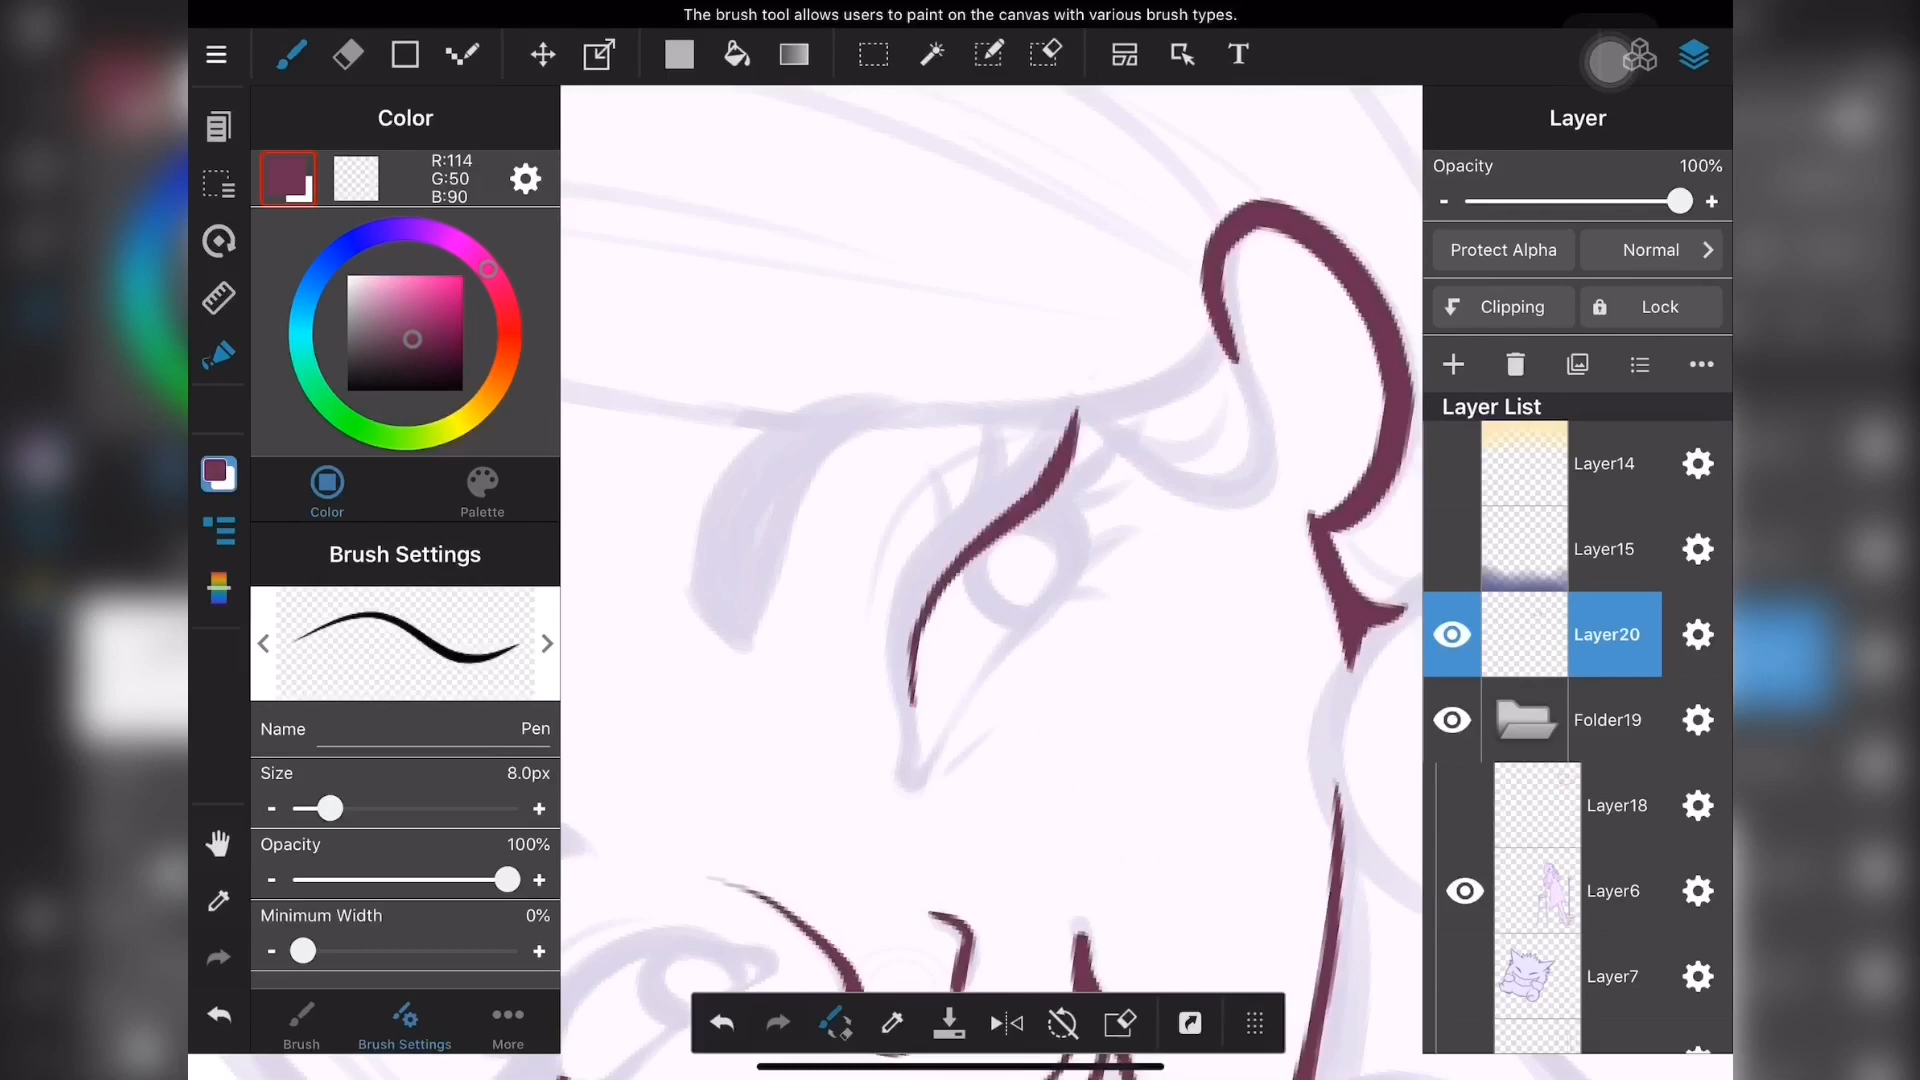 The brush tool allows users to paint on the canvas with various brush types.
T
Color
R:114
G:50
B:90
Color
Palette
Brush Settings
Name
Pen
Size
8.0px
-
+
Opacity
100%
-
+
Minimum Width
0%
-
+
Brush
Brush Settings
More
Layer
Opacity
100%
-
+
Protect Alpha
Normal
Clipping
Lock
Layer List
Layer14
Layer15
Layer20
Folder19
Layer18
Layer6
Layer7